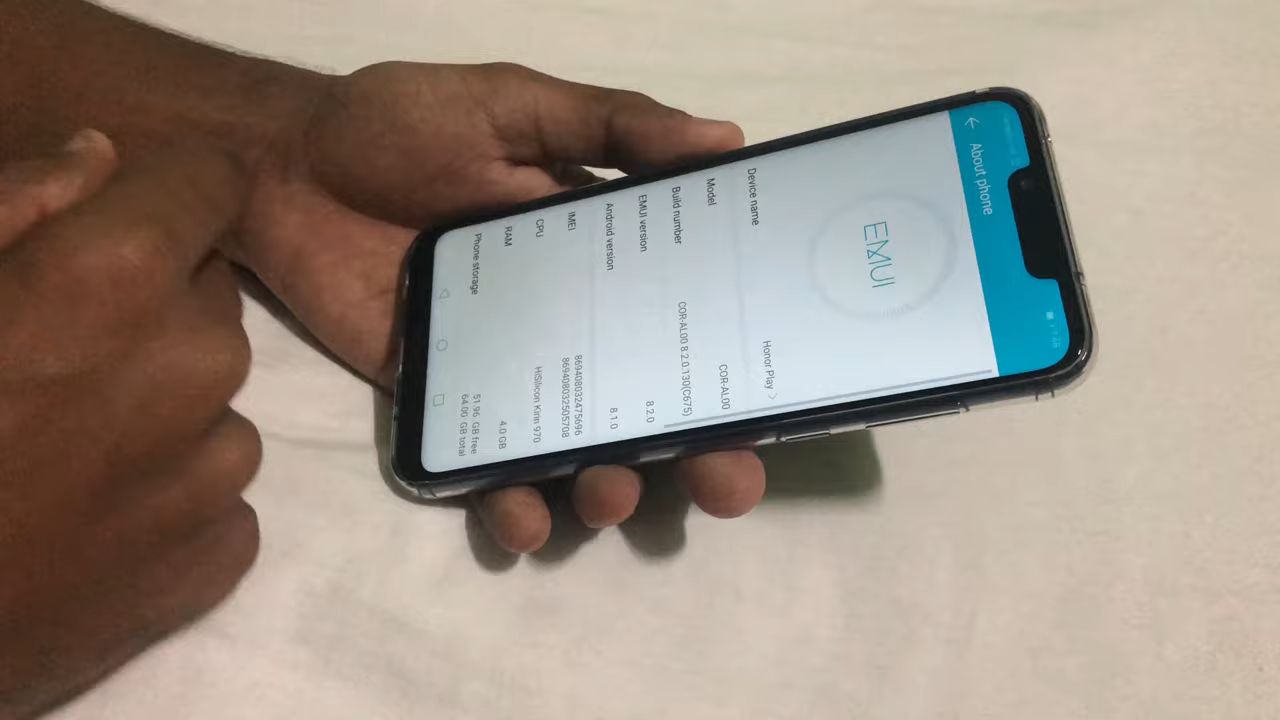 About phone
EMUI
Device name
Honor Play >
Model
COR-AL00
Build number
COR-AL00 8.2.0.130(C675)
EMUI version
8.2.0
Android version
8.1.0
IMEI
869408032475696
869408032505708
CPU
HiSilicon Kirin 970
RAM
4.0 GB
Phone storage
51.96 GB free
64.00 GB total